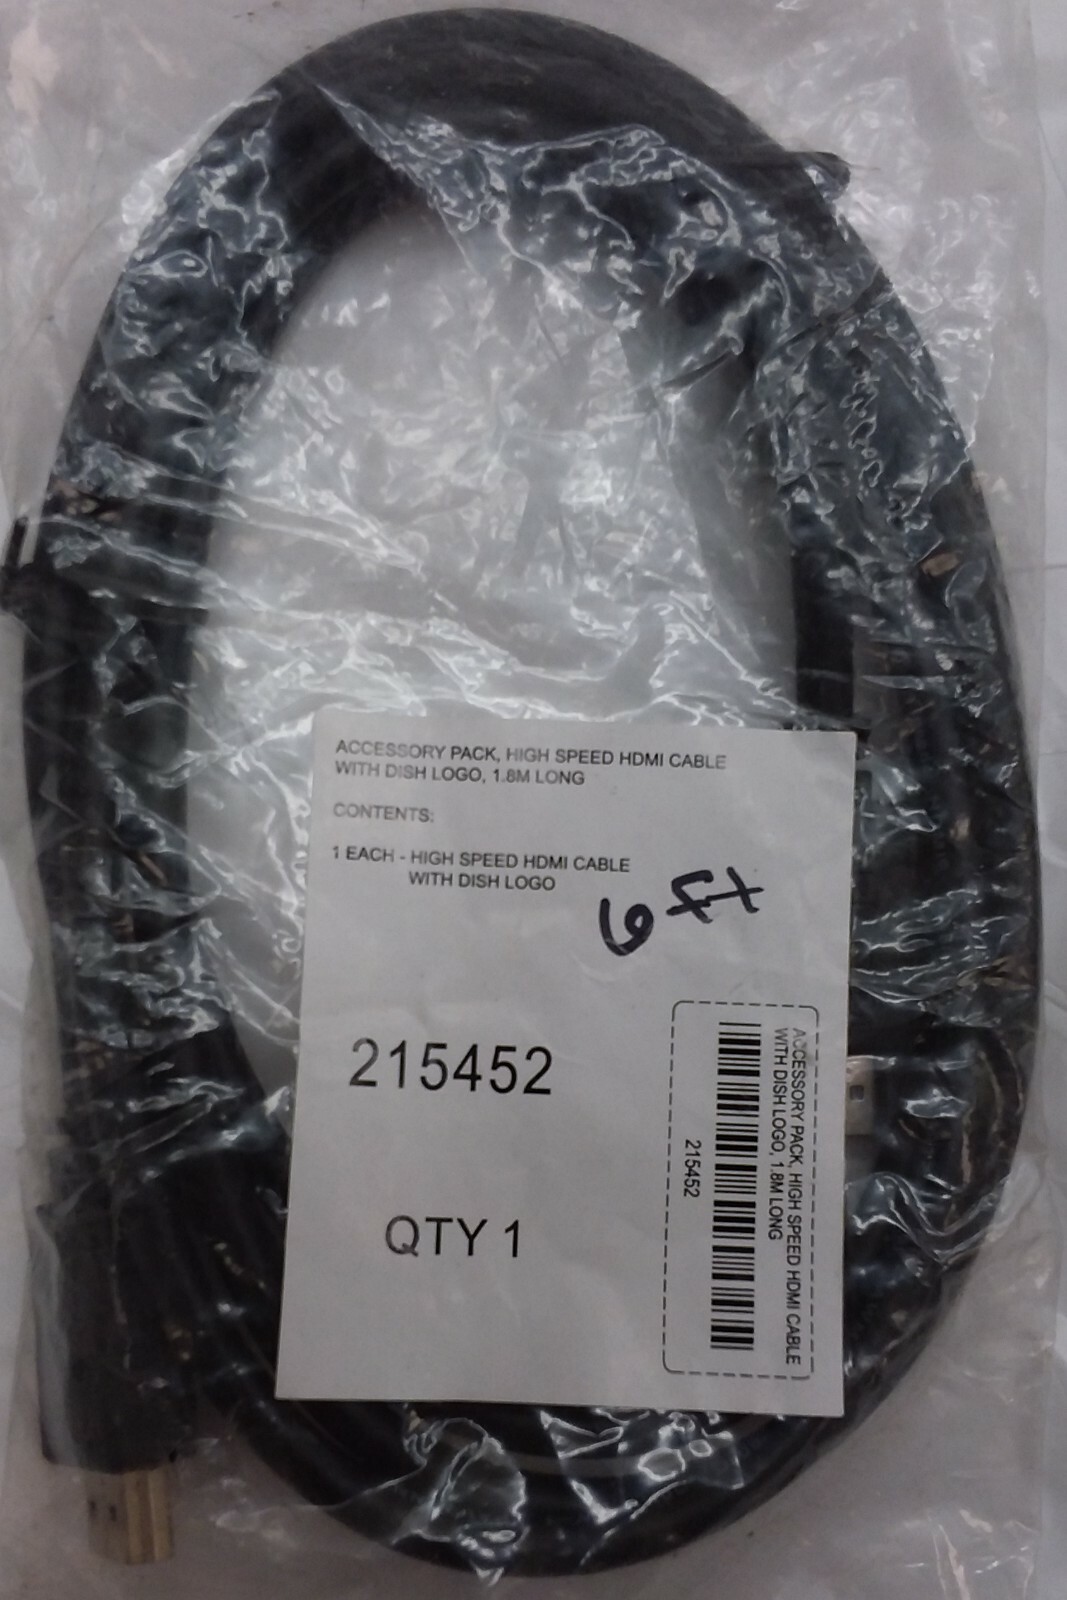 ACCESSORY PACK, HIGH SPEED HDMI CABLE
WITH DISH LOGO, 1.8M LONG
CONTENTS:
1 EACH - HIGH SPEED HDMI CABLE
WITH DISH LOGO
6 ft
215452
QTY 1
ACCESSORY PACK, HIGH SPEED HDMI CABLE
WITH DISH LOGO, 1.8M LONG
215452